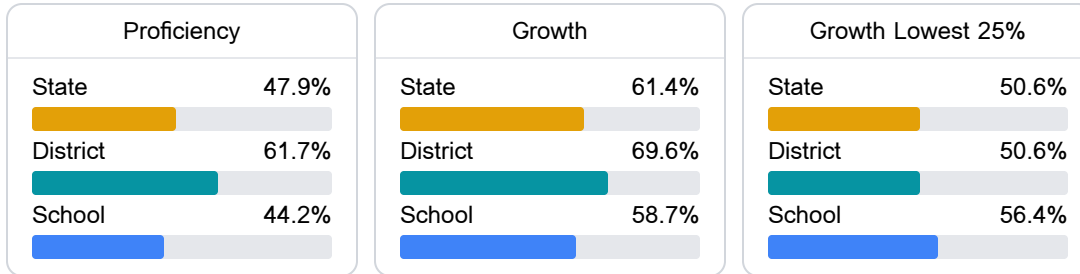 Proficiency
State 47.9%
District 61.7%
School 44.2%
Growth
State 61.4%
District 69.6%
School 58.7%
Growth Lowest 25%
State 50.6%
District 50.6%
School 56.4%